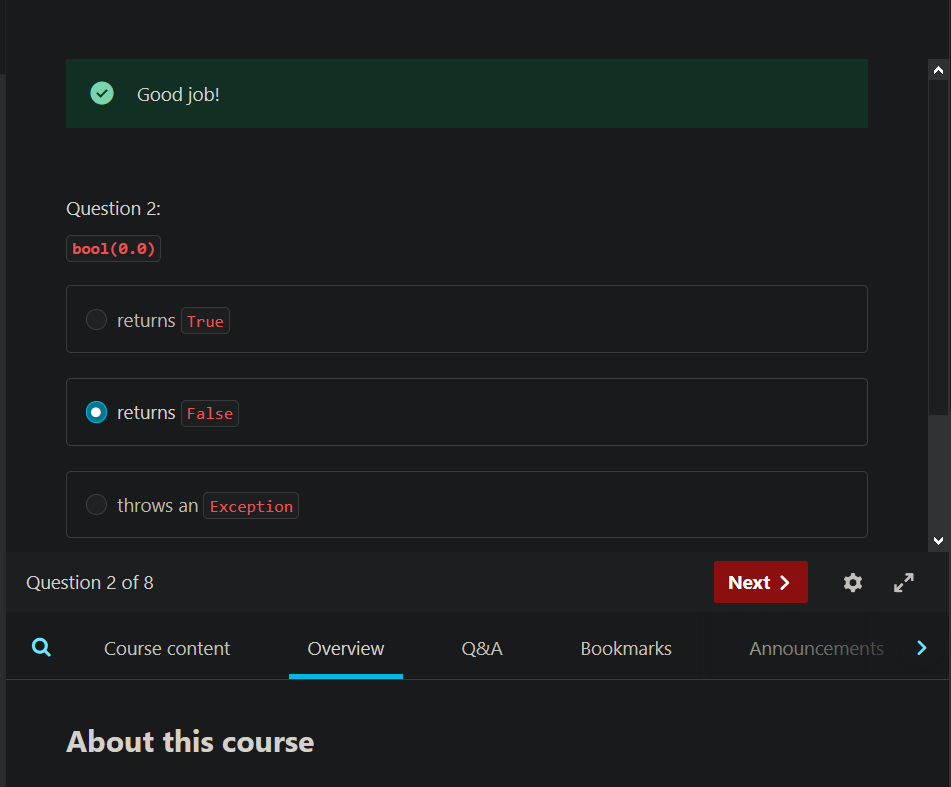 Good job!
Question 2:
bool(0.0)
returns True
returns False
throws an Exception
Question 2 of 8
Next
Course content Overview Q&A Bookmarks Announcements
About this course